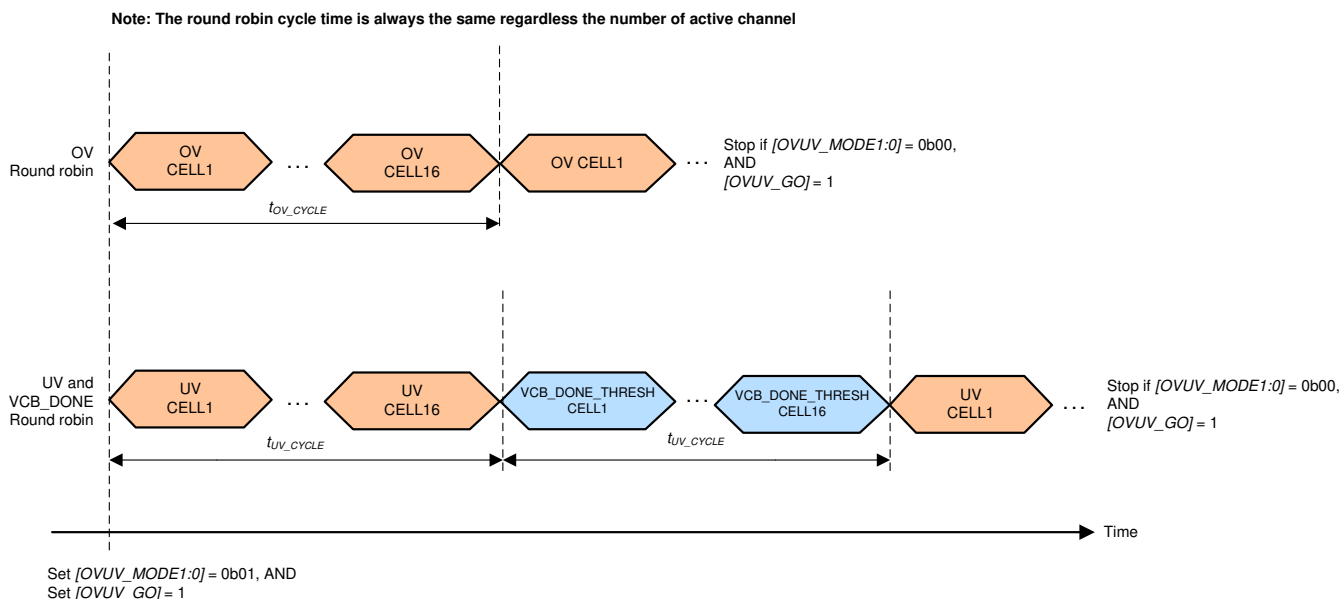 Note: The round robin cycle time is always the same regardless the number of active channel
OV
Round robin
OV
CELL1
...
OV
CELL16
OV CELL1
...
Stop if [OVUV_MODE1:0] = 0b00,
AND
[OVUV_GO] = 1
tOV_CYCLE
UV and
VCB_DONE
Round robin
UV
CELL1
...
UV
CELL16
VCB_DONE_THRESH
CELL1
...
VCB_DONE_THRESH
CELL16
UV
CELL1
...
Stop if [OVUV_MODE1:0] = 0b00,
AND
[OVUV_GO] = 1
tUV_CYCLE
tUV_CYCLE
Time
Set [OVUV_MODE1:0] = 0b01, AND
Set [OVUV_GO] = 1